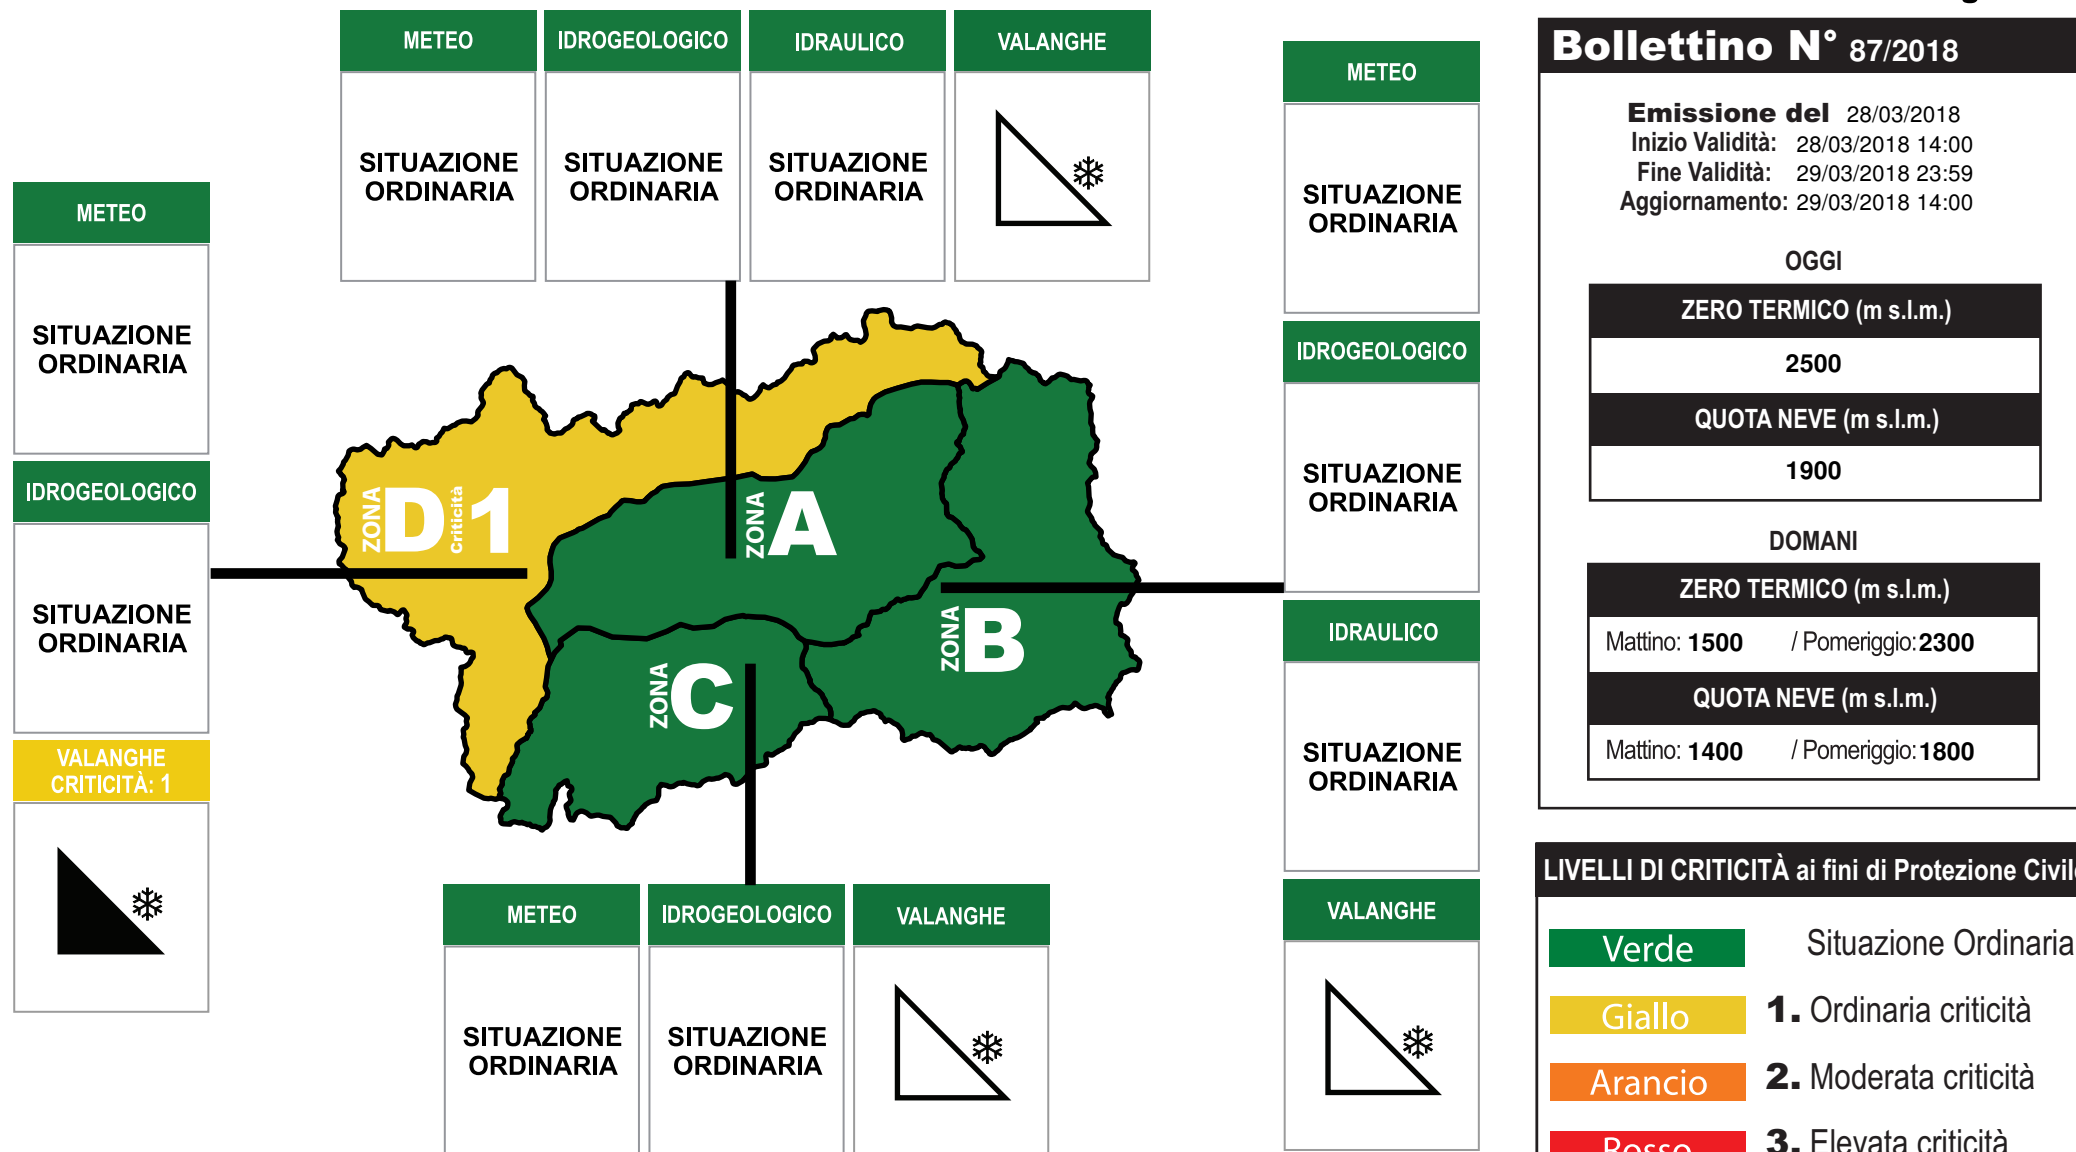 METEO
IDROGEOLOGICO
IDRAULICO
VALANGHE
SITUAZIONE
ORDINARIA
SITUAZIONE
ORDINARIA
SITUAZIONE
ORDINARIA
METEO
SITUAZIONE
ORDINARIA
IDROGEOLOGICO
SITUAZIONE
ORDINARIA
VALANGHE
CRITICITÀ: 1
ZONA D Criticità 1
ZONA A
ZONA B
ZONA C
METEO
IDROGEOLOGICO
VALANGHE
SITUAZIONE
ORDINARIA
SITUAZIONE
ORDINARIA
METEO
SITUAZIONE
ORDINARIA
IDROGEOLOGICO
SITUAZIONE
ORDINARIA
IDRAULICO
SITUAZIONE
ORDINARIA
VALANGHE
Bollettino N° 87/2018
Emissione del 28/03/2018
Inizio Validità: 28/03/2018 14:00
Fine Validità: 29/03/2018 23:59
Aggiornamento: 29/03/2018 14:00
OGGI
ZERO TERMICO (m s.l.m.)
2500
QUOTA NEVE (m s.l.m.)
1900
DOMANI
ZERO TERMICO (m s.l.m.)
Mattino: 1500 / Pomeriggio: 2300
QUOTA NEVE (m s.l.m.)
Mattino: 1400 / Pomeriggio: 1800
LIVELLI DI CRITICITÀ ai fini di Protezione Civile
Verde Situazione Ordinaria
Giallo 1. Ordinaria criticità
Arancio 2. Moderata criticità
Rosso 3. Elevata criticità